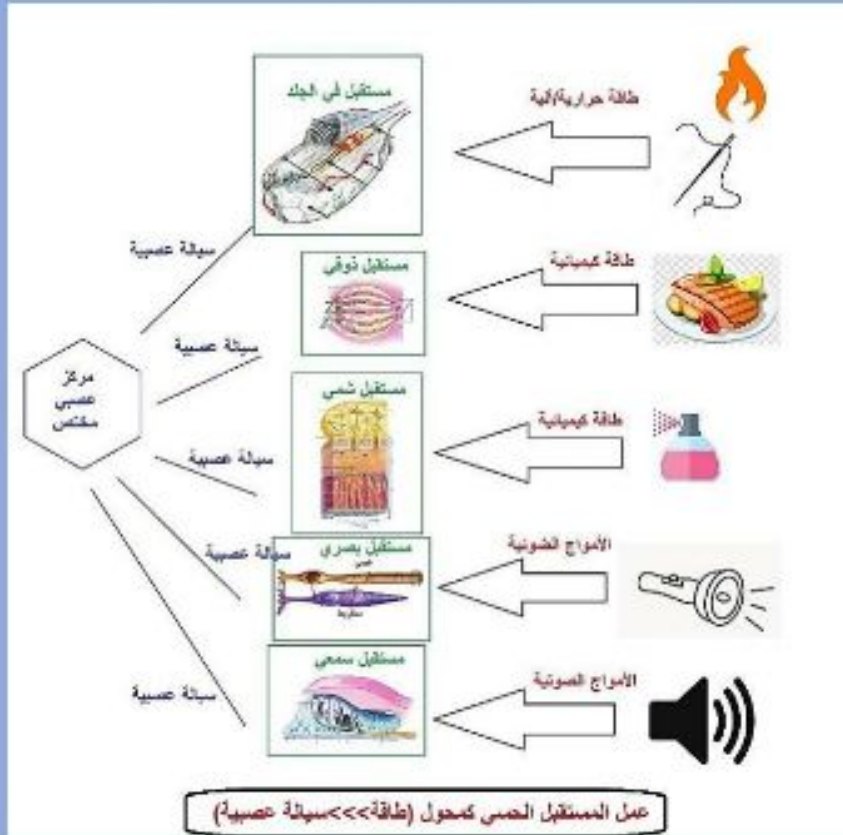 مستقبل في الجلد
طاقة حرارية/آلية
سيالة عصبية
مستقبل ذوقي
طاقة كيميائية
سيالة عصبية
مركز
عصبي
مختص
مستقبل شمي
طاقة كيميائية
سيالة عصبية
مستقبل بصري
عصي
مخاريط
الأمواج الضوئية
سيالة عصبية
مستقبل سمعي
الأمواج الصوتية
سيالة عصبية
عمل المستقبل الحسي كمحول (طاقة>>>سيالة عصبية)